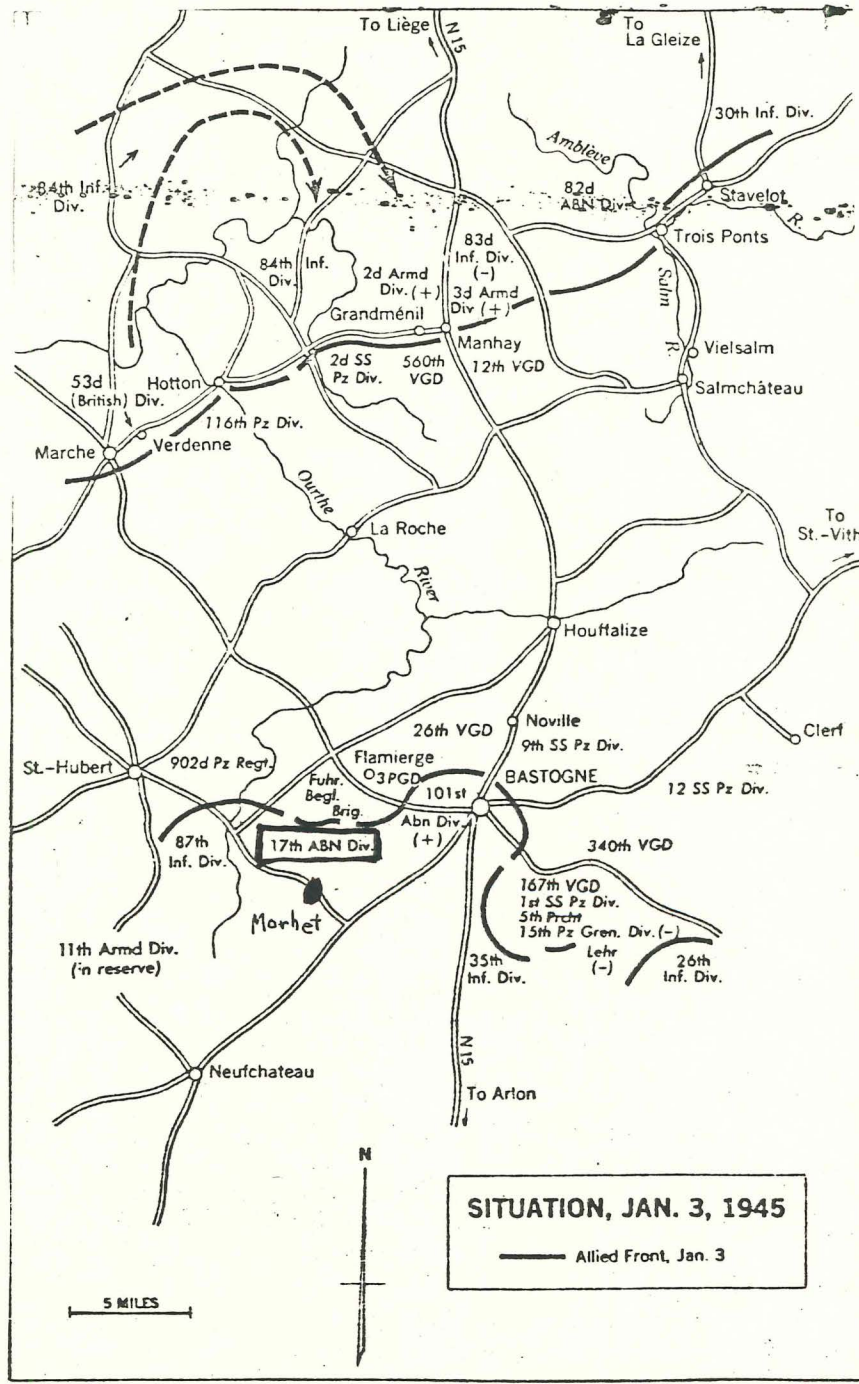 To Liège
N15
To
La Gleize
30th Inf. Div.
Amblève
R.
84th Inf.
Div.
82d
ABN Div.
Stavelot
Trois Ponts
84th Inf.
Div.
2d Armd
Div. (+)
83d
Inf. Div.
(-)
3d Armd
Div (+)
Grandménil
Manhay
Salm
R.
Vielsalm
Salmchâteau
2d SS
Pz Div.
560th
VGD
12th VGD
53d
(British) Div.
Hotton
116th Pz Div.
Marche
Verdenne
Ourthe
River
La Roche
To
St.-Vith
Houffalize
Noville
26th VGD
9th SS Pz Div.
Clerf
St.-Hubert
902d Pz Regt.
Flamierge
3 PGD
Fuhr.
Begl.
Brig.
BASTOGNE
101st
Abn Div.
(+)
12 SS Pz Div.
87th
Inf. Div.
17th ABN Div.
340th VGD
Morhet
167th VGD
1st SS Pz Div.
5th Prcht
15th Pz Gren. Div. (-)
Lehr
(-)
11th Armd Div.
(in reserve)
35th
Inf. Div.
26th
Inf. Div.
Neufchateau
N15
To Arlon
N
SITUATION, JAN. 3, 1945
Allied Front, Jan. 3
5 MILES